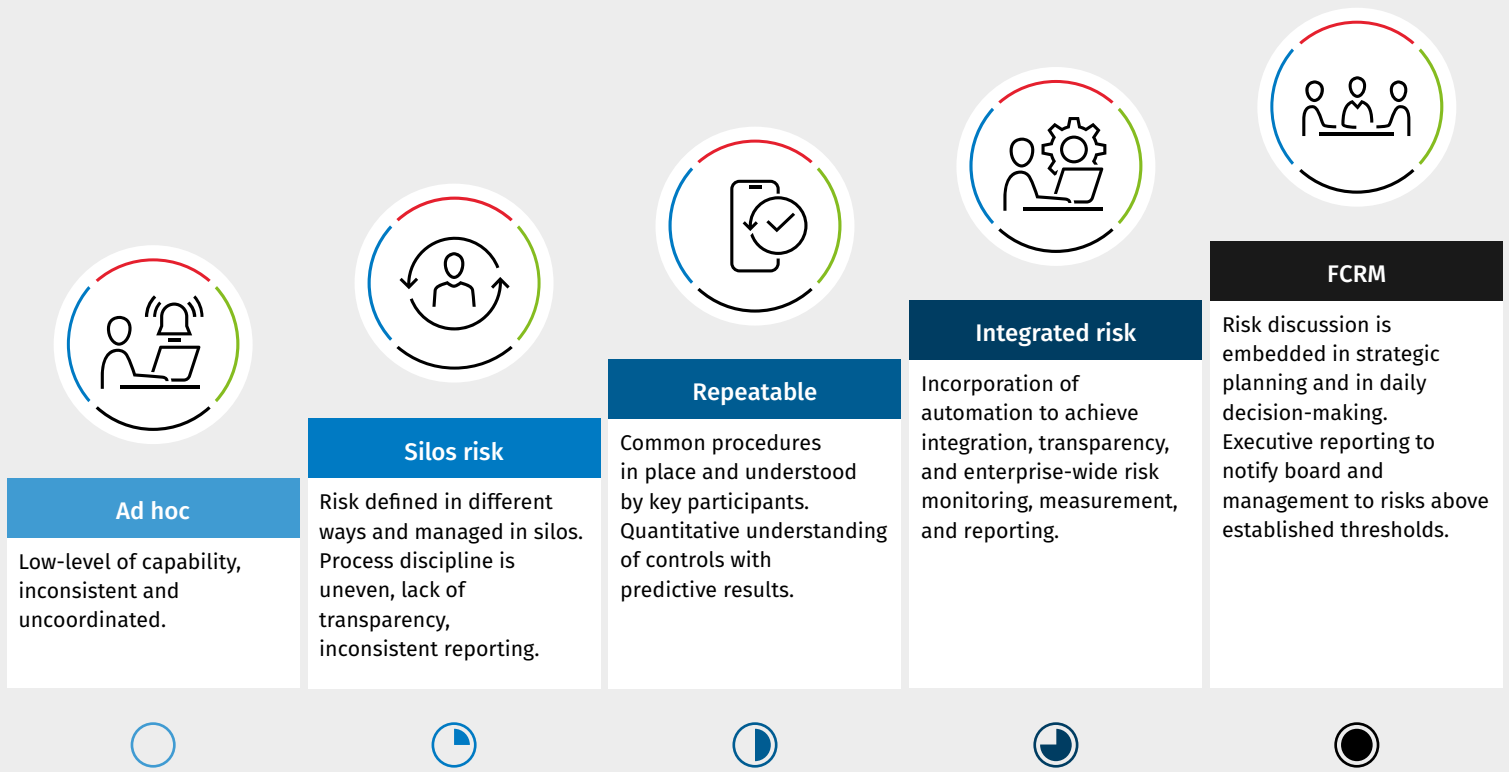 Ad hoc
Low-level of capability,
inconsistent and
uncoordinated.
Silos risk
Risk defined in different
ways and managed in silos.
Process discipline is
uneven, lack of
transparency,
inconsistent reporting.
Repeatable
Common procedures
in place and understood
by key participants.
Quantitative understanding
of controls with
predictive results.
Integrated risk
Incorporation of
automation to achieve
integration, transparency,
and enterprise-wide risk
monitoring, measurement,
and reporting.
FCRM
Risk discussion is
embedded in strategic
planning and in daily
decision-making.
Executive reporting to
notify board and
management to risks above
established thresholds.